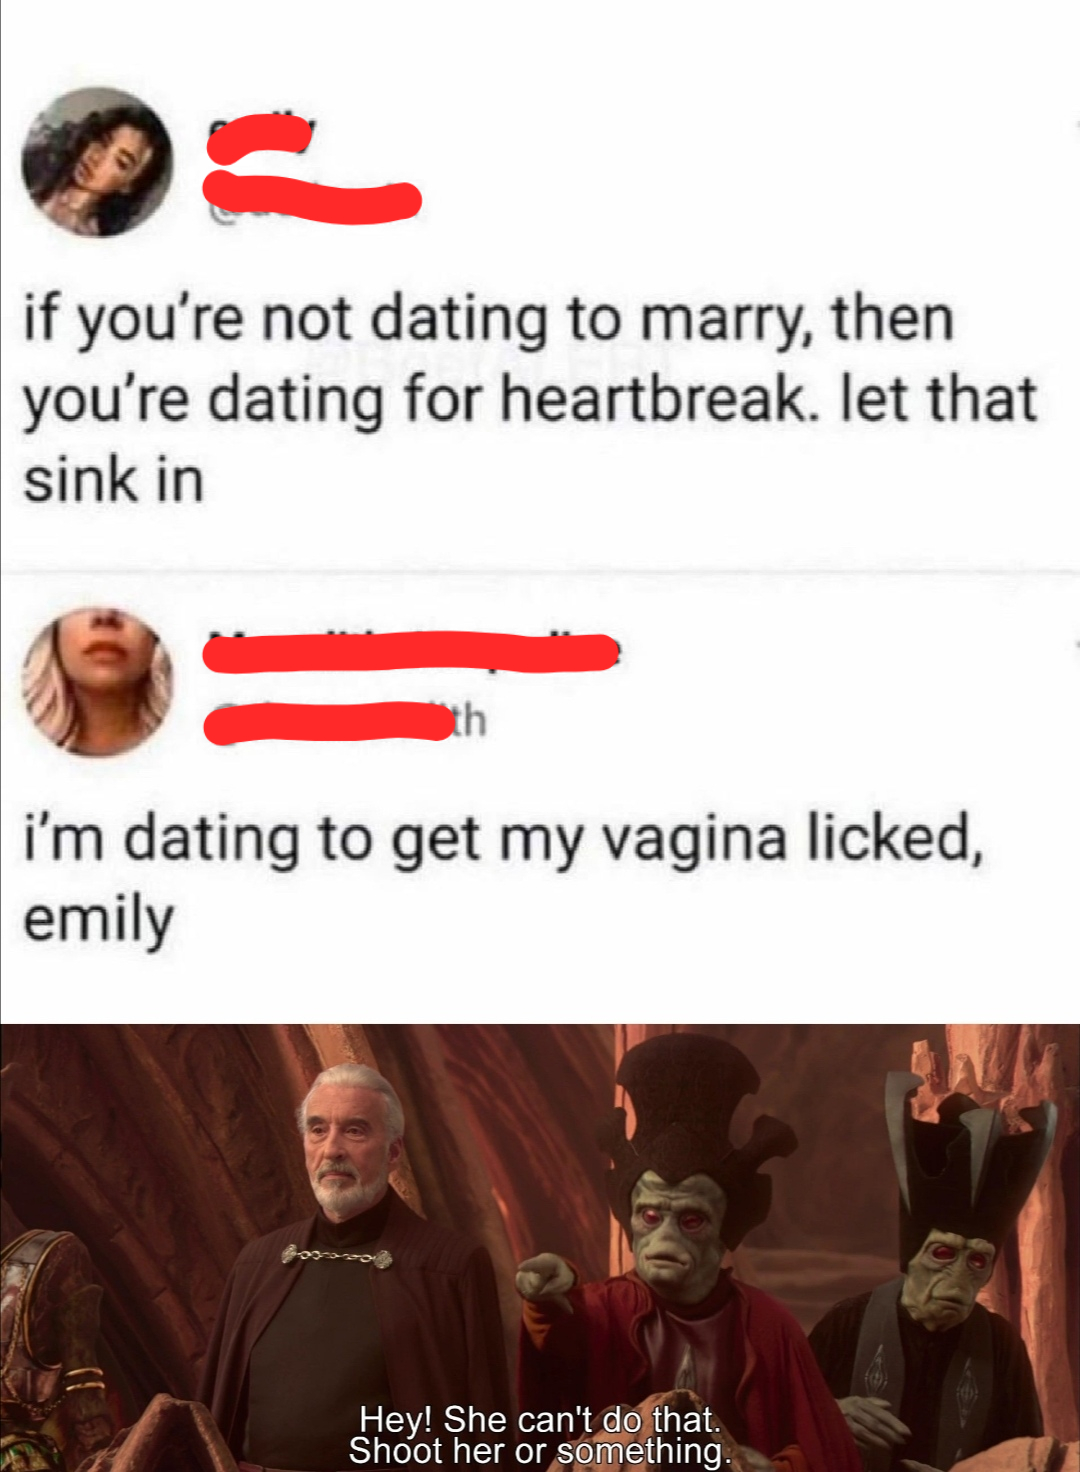 if you’re not dating to marry, then
you’re dating for heartbreak. let that
sink in
i’m dating to get my vagina licked,
emily
Hey! She can't do that.
Shoot her or something.